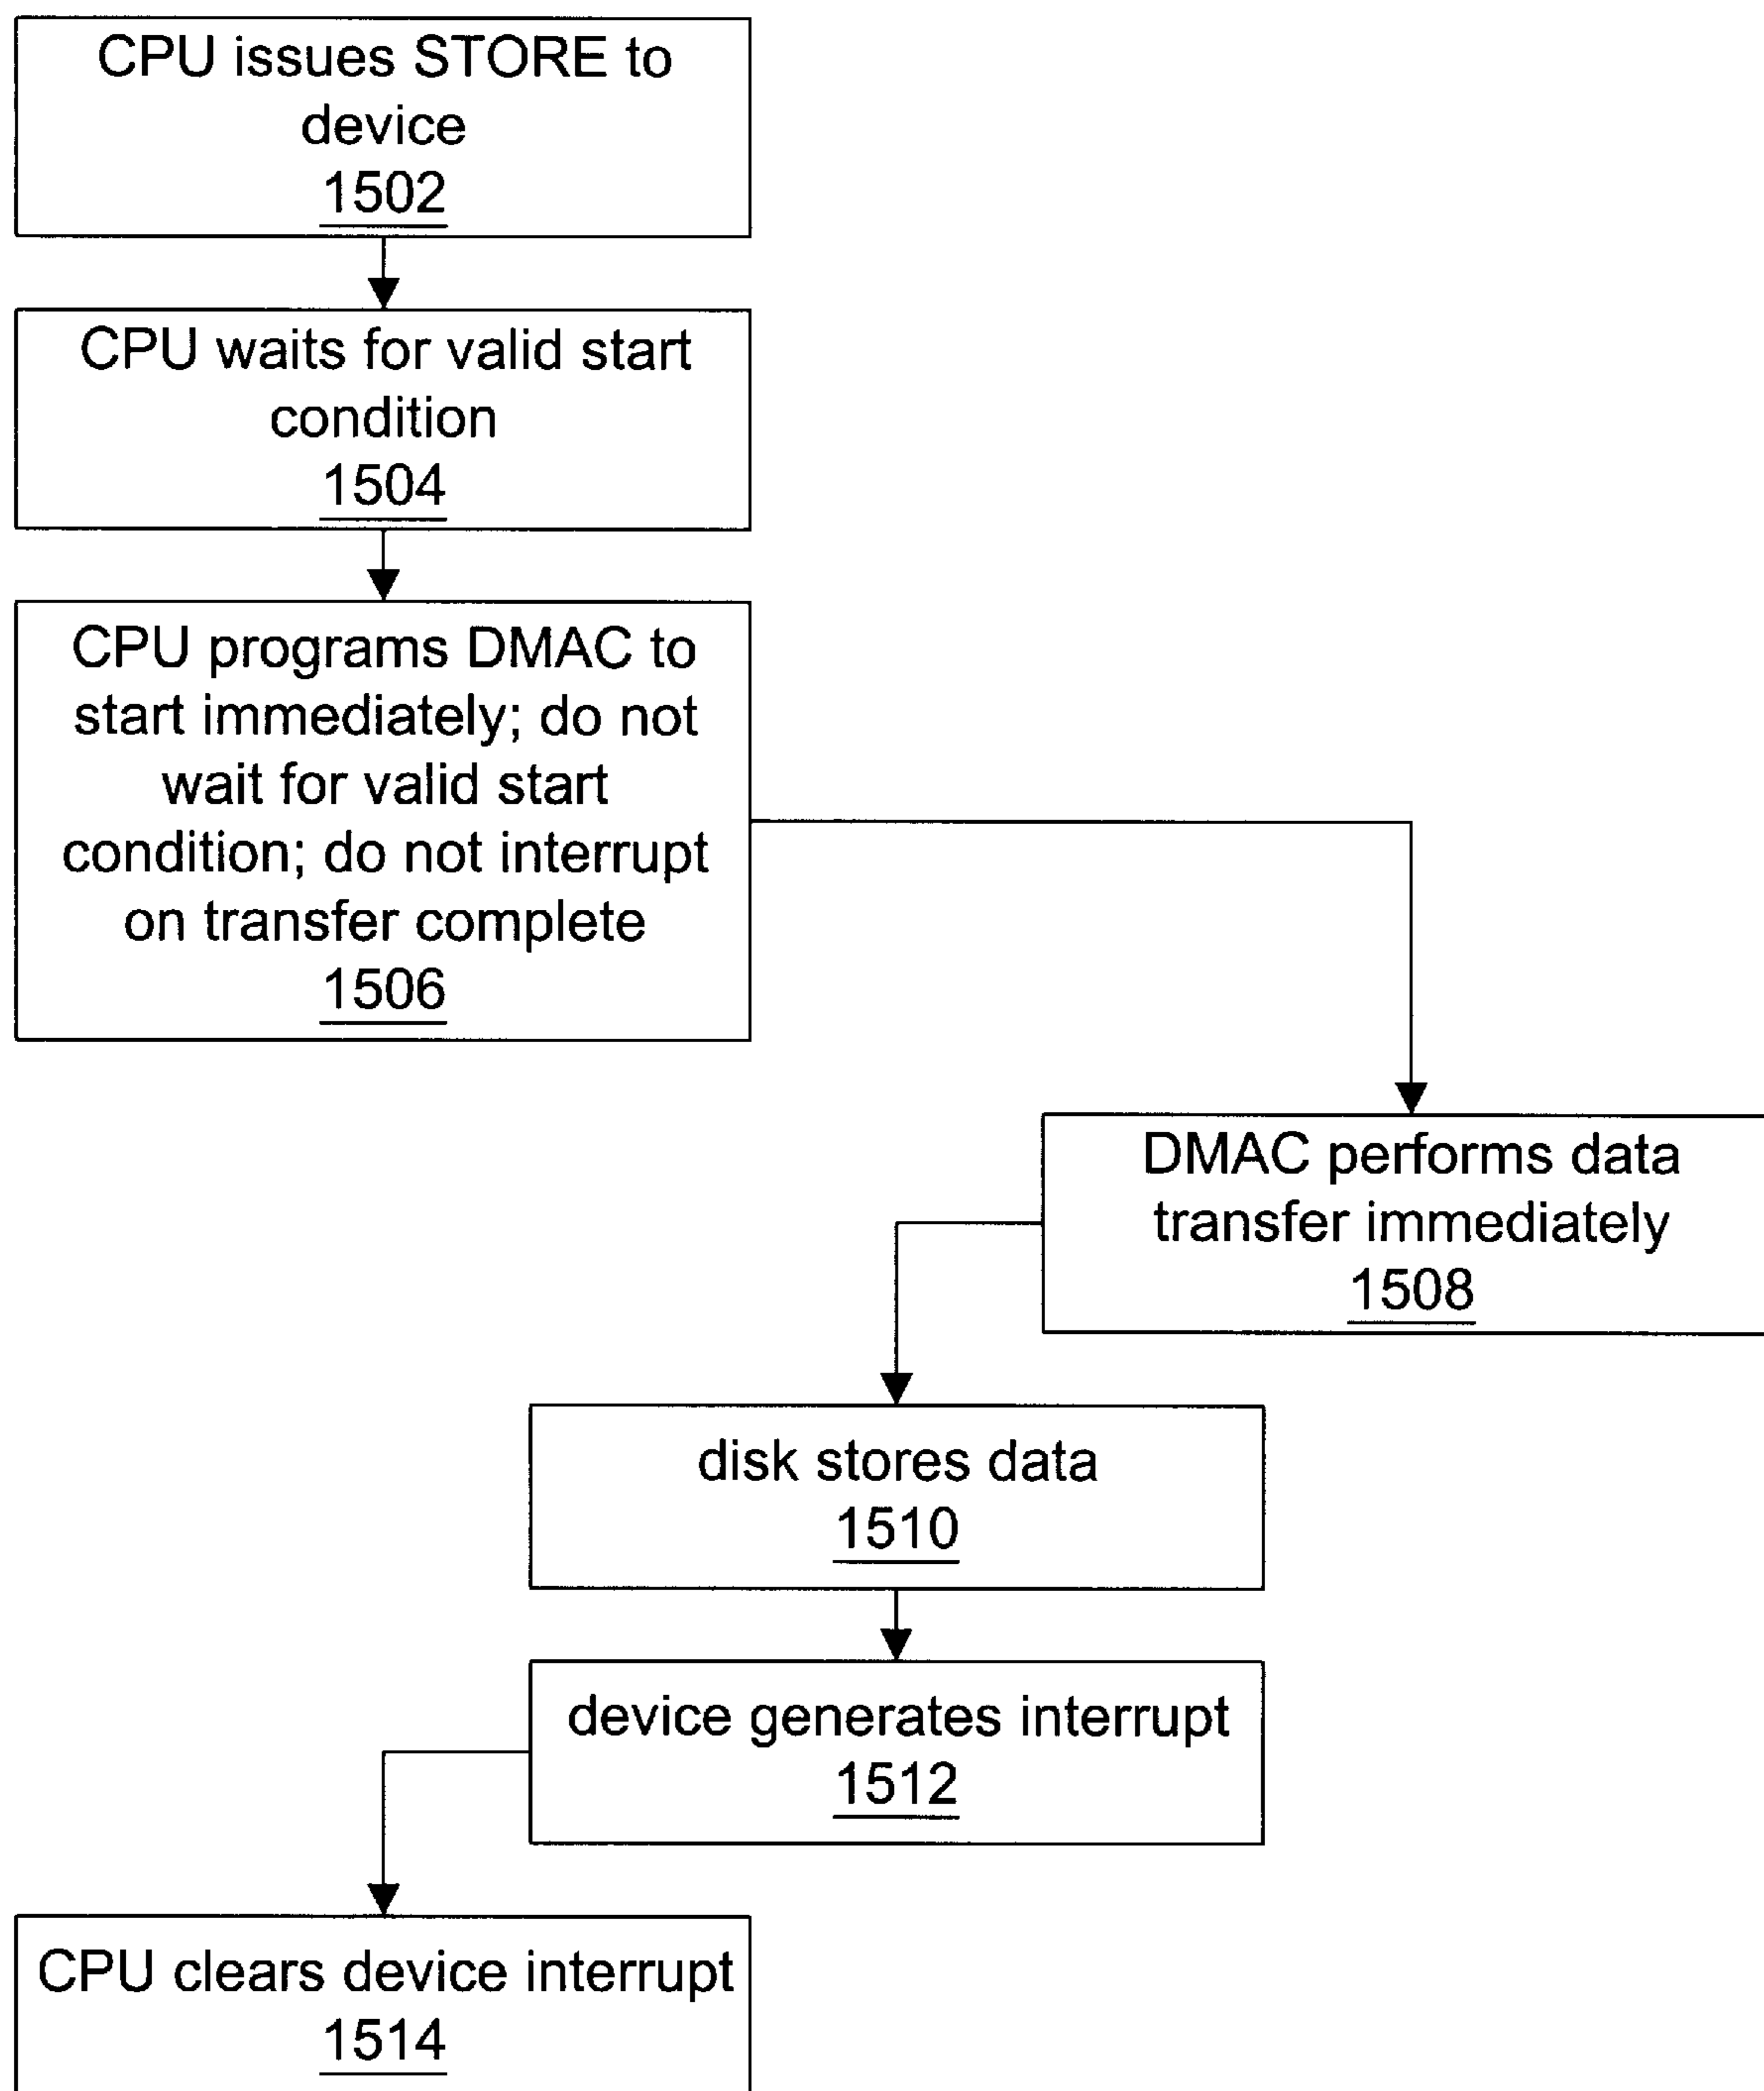 CPU issues STORE to
device
1502
CPU waits for valid start
condition
1504
CPU programs DMAC to
start immediately; do not
wait for valid start
condition; do not interrupt
on transfer complete
1506
DMAC performs data
transfer immediately
1508
disk stores data
1510
device generates interrupt
1512
CPU clears device interrupt
1514